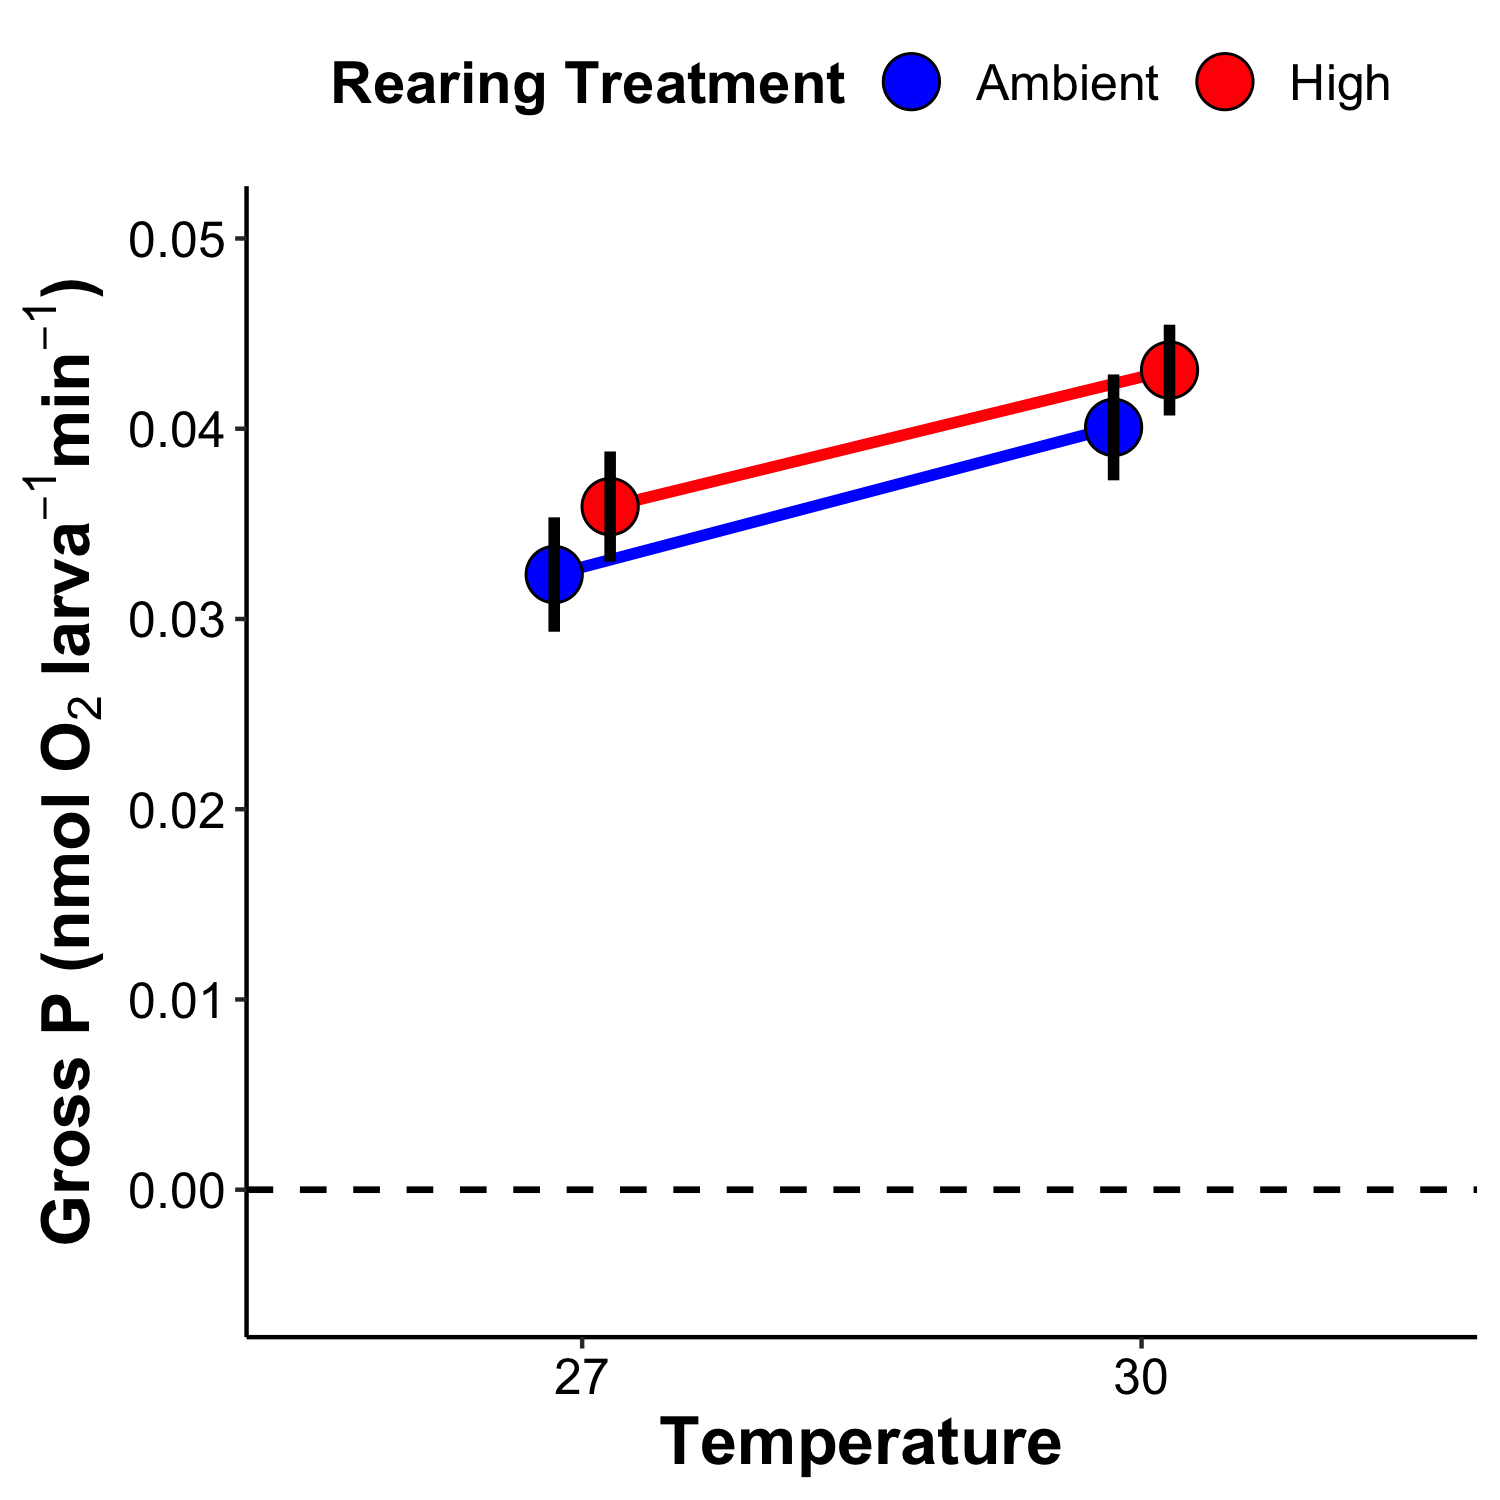 Rearing Treatment Ambient High
Gross P (nmol O₂ larva⁻¹min⁻¹)
0.05
0.04
0.03
0.02
0.01
0.00
27 30
Temperature